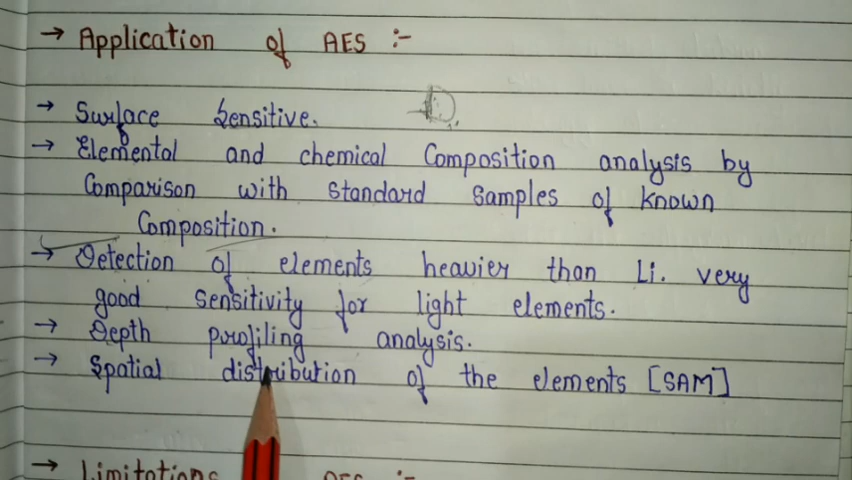 → Application of AES :-
→ Surface Sensitive.
→ Elemental and chemical Composition analysis by
Comparison with standard samples of known
Composition.
→ Detection of elements heavier than Li. very
good sensitivity for light elements.
→ Depth profiling analysis.
→ Spatial distribution of the elements [SAM]
→ Limitations AES :-